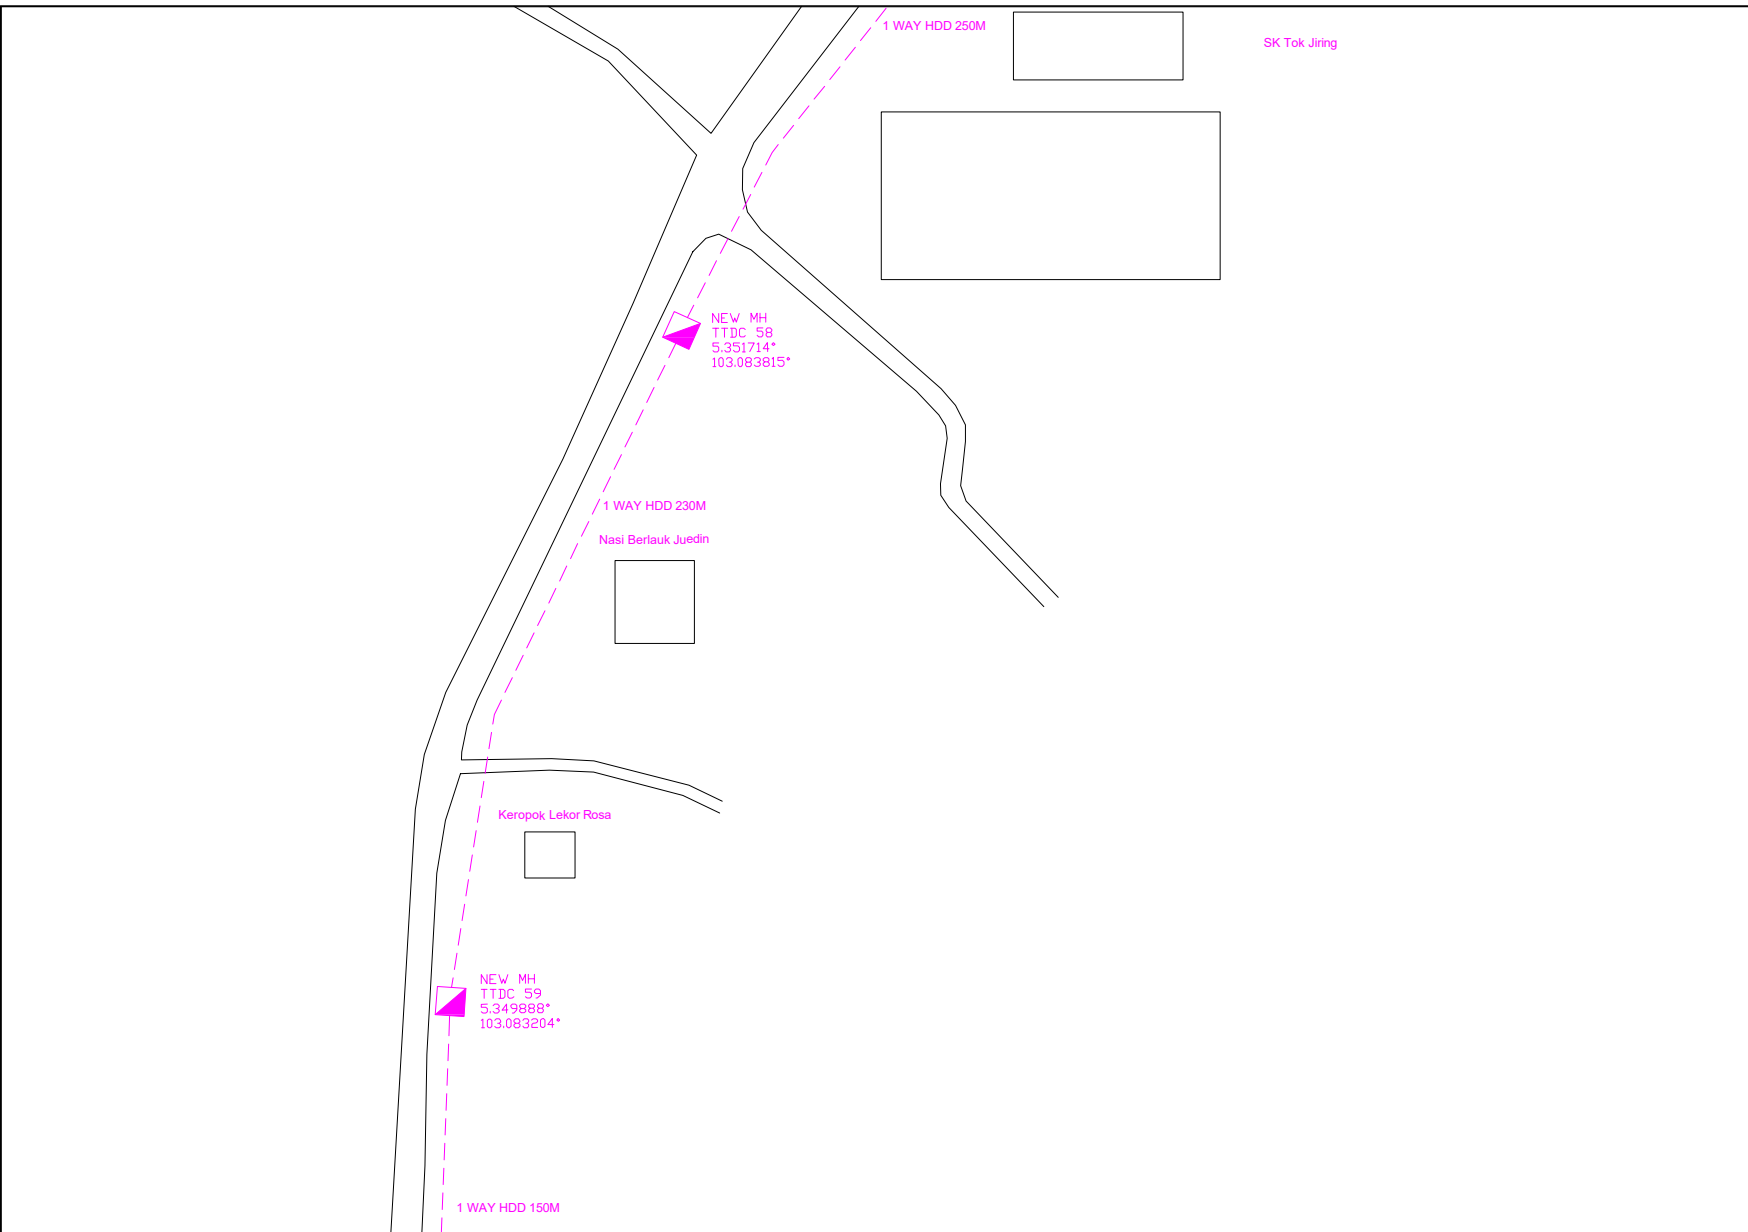 1 WAY HDD 250M
SK Tok Jiring
NEW MH
TTDC 58
5.351714°
103.083815°
1 WAY HDD 230M
Nasi Berlauk Juedin
Keropok Lekor Rosa
NEW MH
TTDC 59
5.349888°
103.083204°
1 WAY HDD 150M